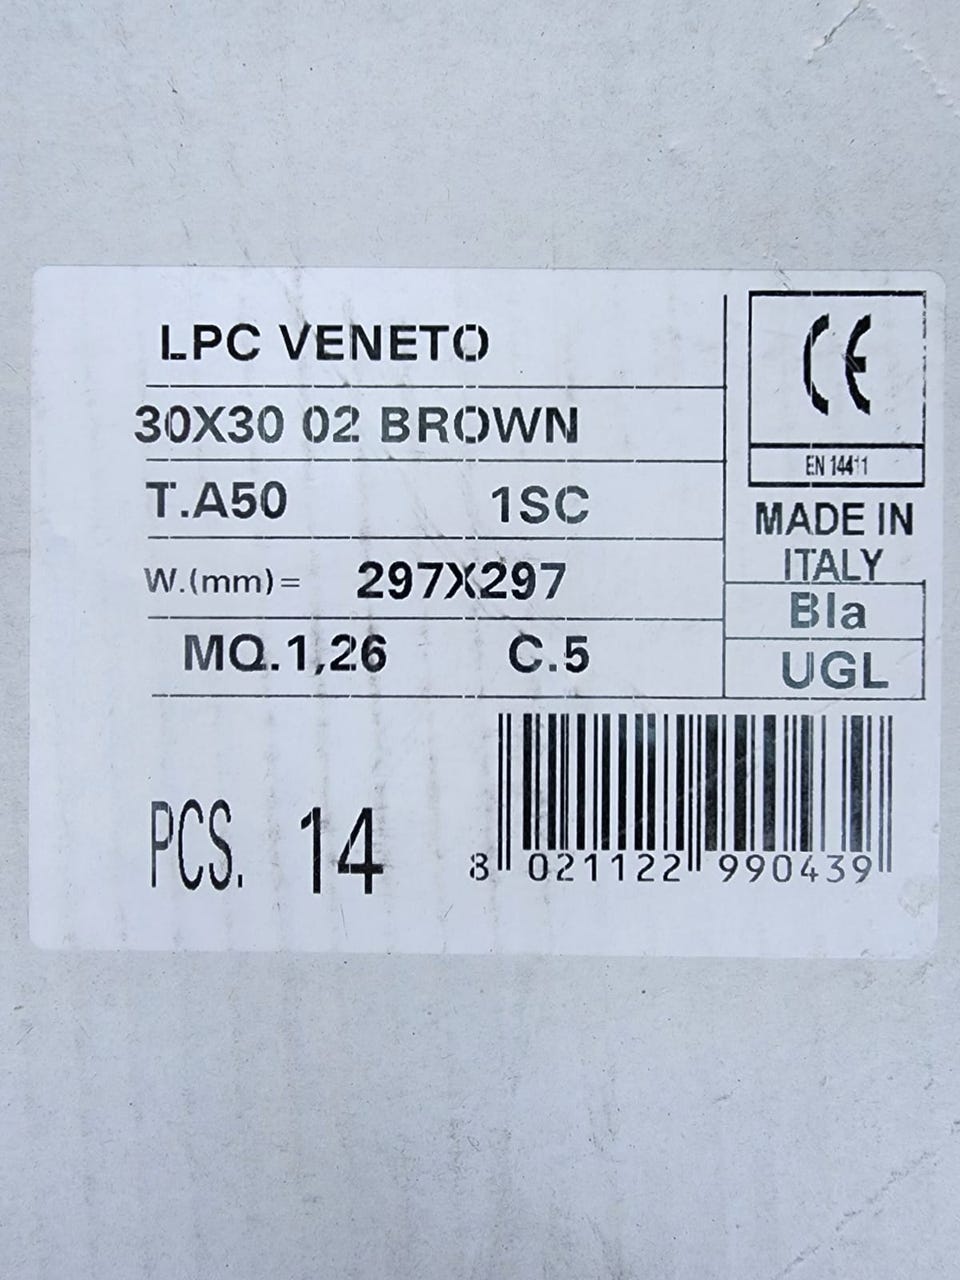 LPC VENETO
30X30 02 BROWN
T.A50 1SC
W.(mm)= 297X297
MQ.1,26 C.5
CE
EN 14411
MADE IN
ITALY
BIa
UGL
PCS. 14
8 021122 990439